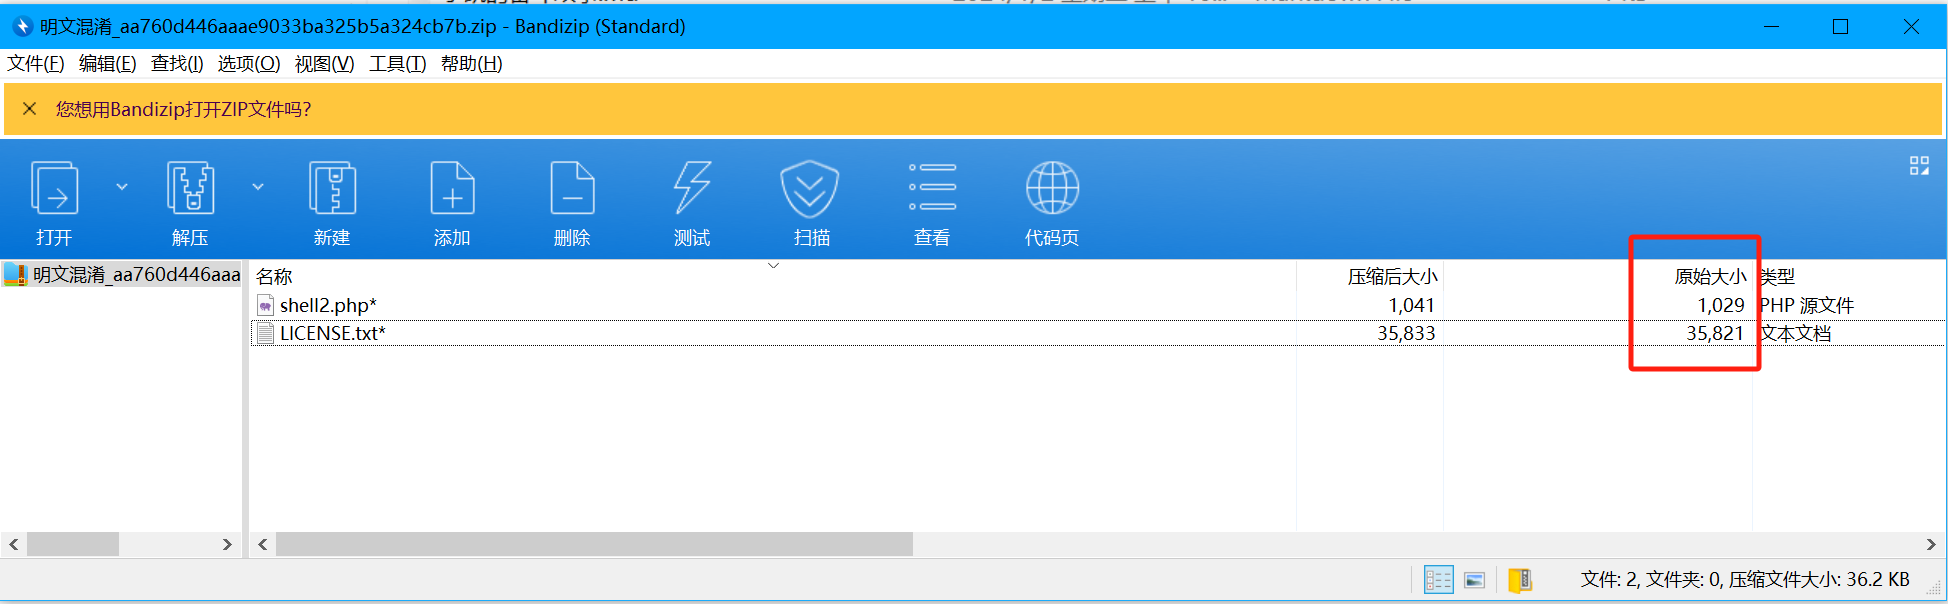 明文混淆_aa760d446aaae9033ba325b5a324cb7b.zip - Bandizip (Standard)
文件(F) 编辑(E) 查找(I) 选项(O) 视图(V) 工具(T) 帮助(H)
您想用Bandizip打开ZIP文件吗?
打开 解压 新建 添加 删除 测试 扫描 查看 代码页
明文混淆_aa760d446aaa
名称 压缩后大小 原始大小 类型
shell2.php* 1,041 1,029 PHP 源文件
LICENSE.txt* 35,833 35,821 文本文档
文件: 2, 文件夹: 0, 压缩文件大小: 36.2 KB